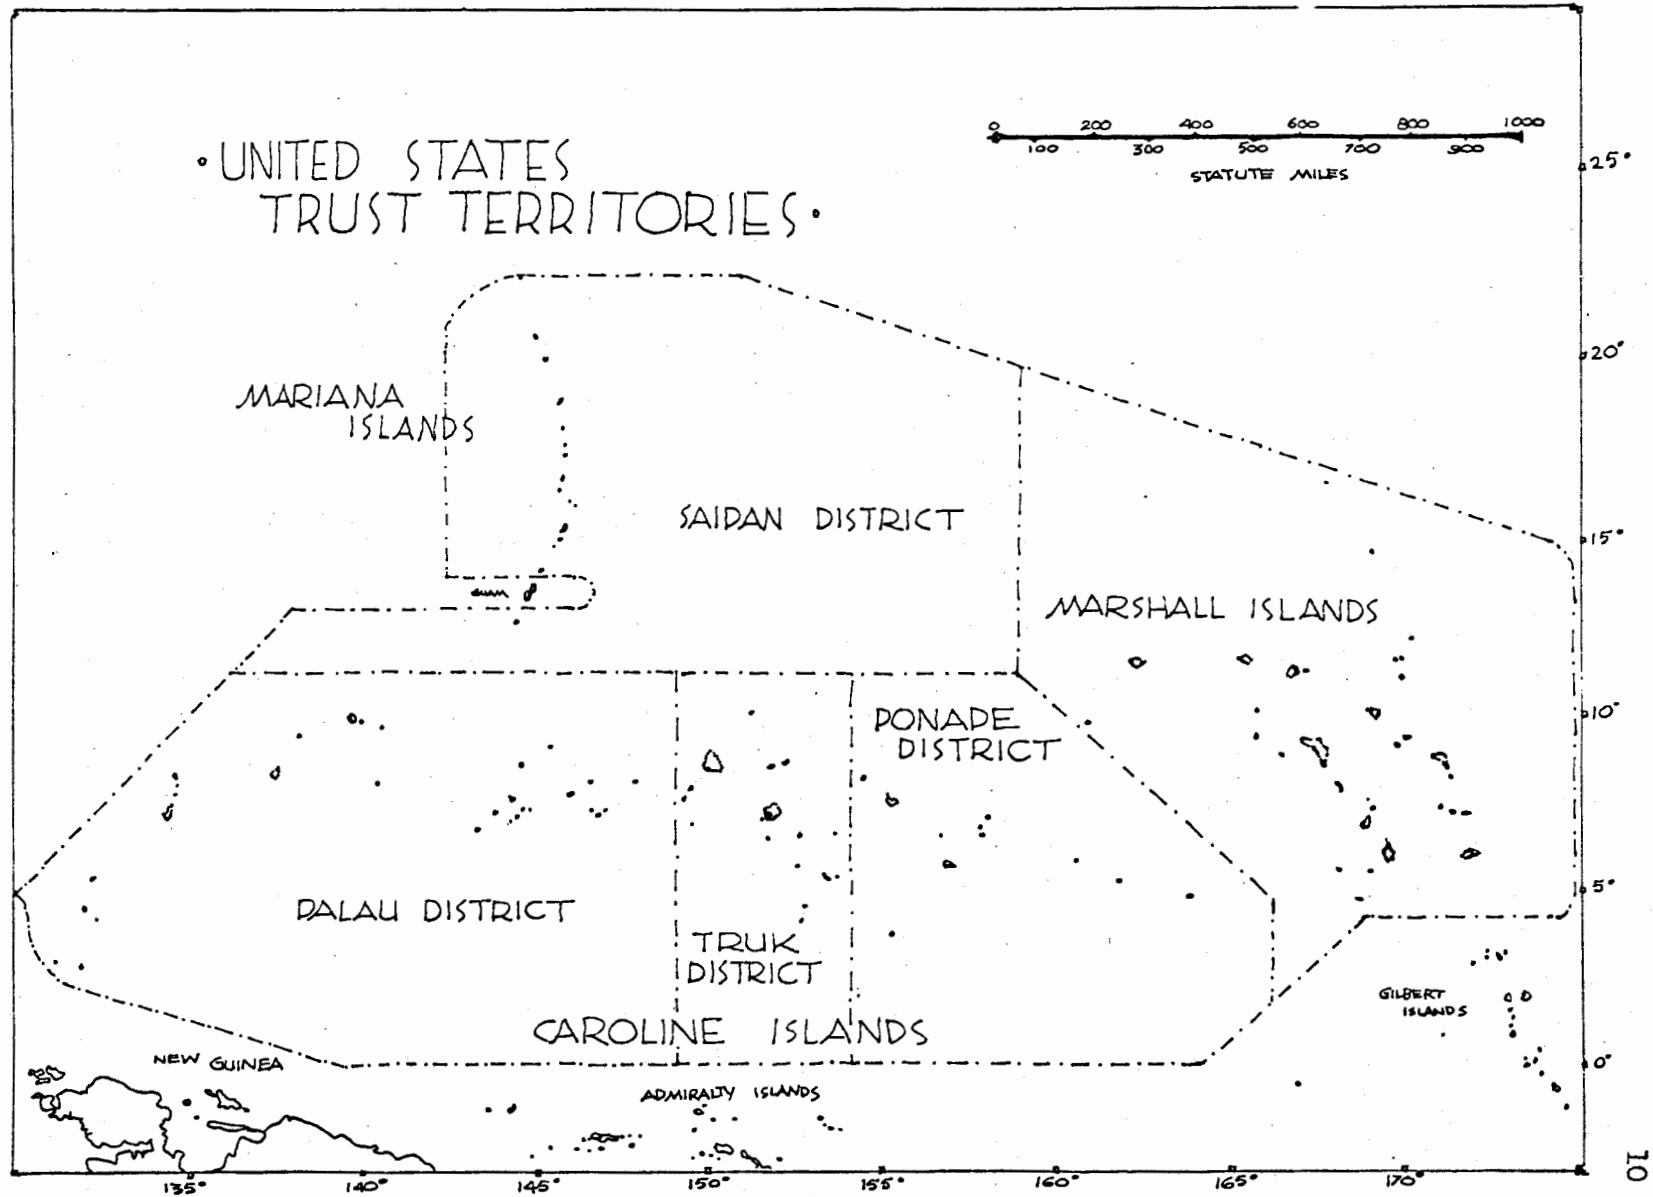 UNITED STATES
TRUST TERRITORIES
0 200 400 600 800 1000
100 300 500 700 900
STATUTE MILES
25°
20°
MARIANA
ISLANDS
SAIPAN DISTRICT
15°
MARSHALL ISLANDS
10°
PONAPE
DISTRICT
5°
PALAU DISTRICT
TRUK
DISTRICT
GILBERT
ISLANDS
CAROLINE ISLANDS
0°
NEW GUINEA
ADMIRALTY ISLANDS
135° 140° 145° 150° 155° 160° 165° 170°
10